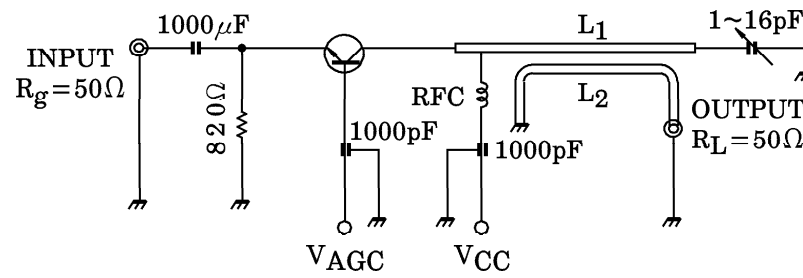 1000μF
INPUT
Rg=50Ω
820Ω
1000pF
VAGC
RFC
1000pF
VCC
L1
L2
1~16pF
OUTPUT
RL=50Ω